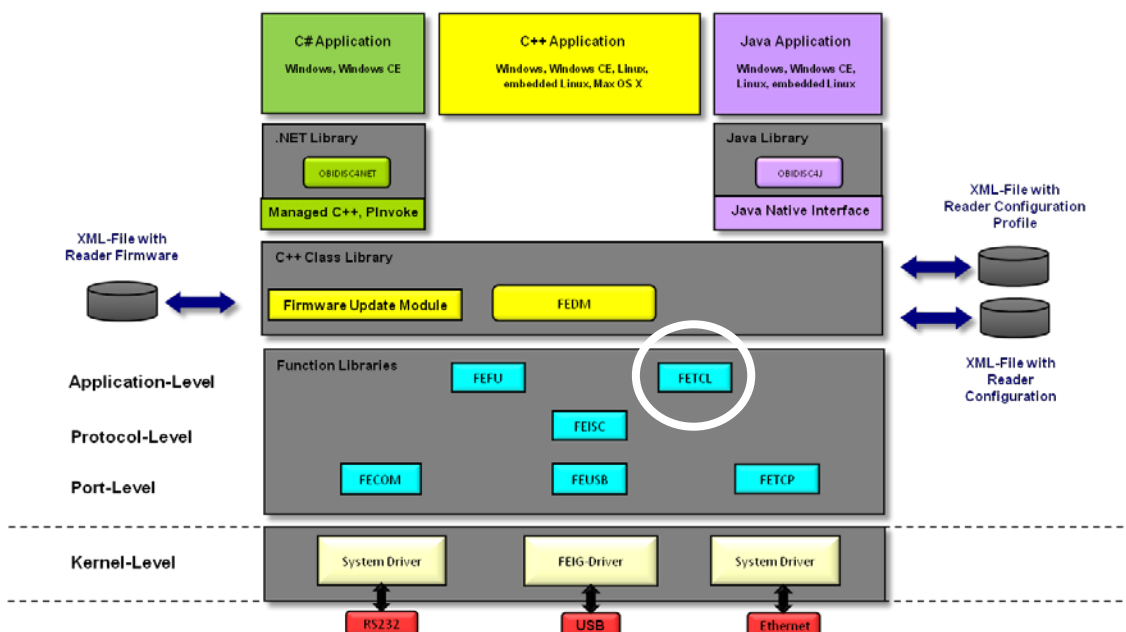 C# Application
Windows, Windows CE
C++ Application
Windows, Windows CE, Linux,
embedded Linux, Max OS X
Java Application
Windows, Windows CE,
Linux, embedded Linux
.NET Library
OBIDISC4NET
Managed C++, PInvoke
Java Library
OBIDISC4J
Java Native Interface
XML-File with
Reader Configuration
Profile
XML-File with
Reader Firmware
C++ Class Library
Firmware Update Module
FEDM
XML-File with
Reader
Configuration
Function Libraries
Application-Level
FEFU
FETCL
Protocol-Level
FEISC
Port-Level
FECOM
FEUSB
FETCP
Kernel-Level
System Driver
FEIG-Driver
System Driver
RS232
USB
Ethernet